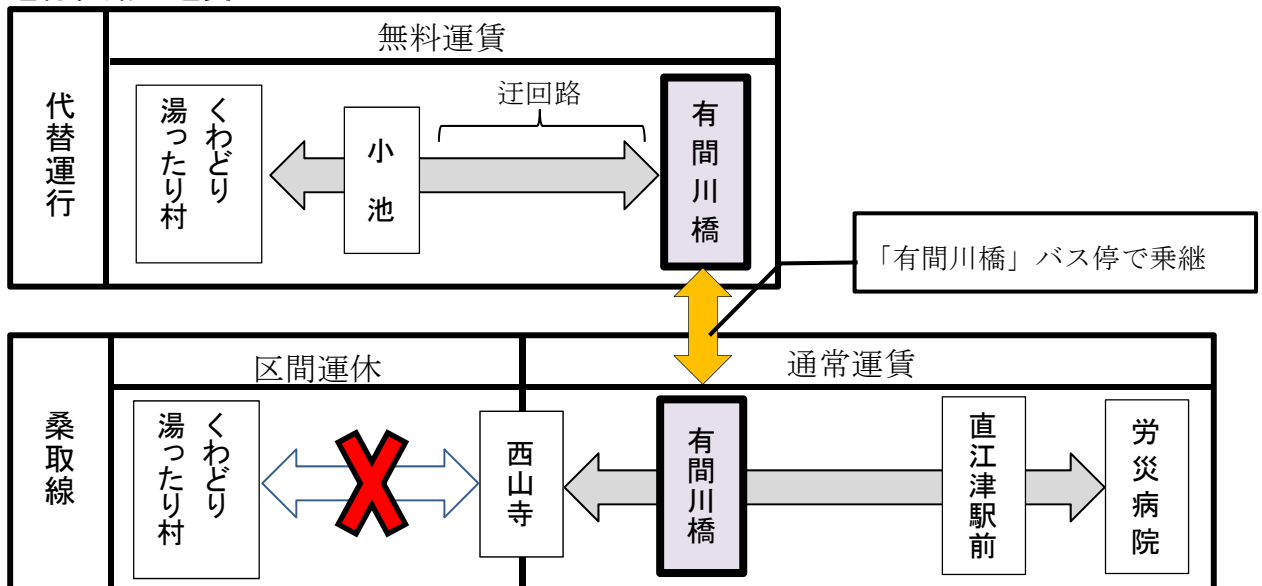 無料運賃
代替運行
くわどり
湯ったり村
小池
迂回路
有間川橋
「有間川橋」バス停で乗継
区間運休
通常運賃
桑取線
くわどり
湯ったり村
西山寺
有間川橋
直江津駅前
労災病院